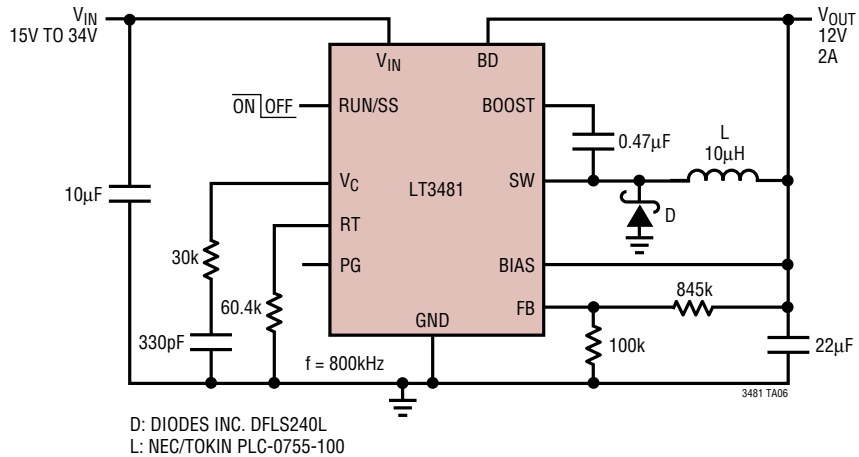 VIN
15V TO 34V
VOUT
12V
2A
VIN
BD
ON OFF
RUN/SS
BOOST
0.47µF
L
10µH
VC
LT3481
SW
10µF
D
RT
30k
PG
BIAS
845k
60.4k
FB
GND
330pF
f = 800kHz
100k
22µF
3481 TA06
D: DIODES INC. DFLS240L
L: NEC/TOKIN PLC-0755-100